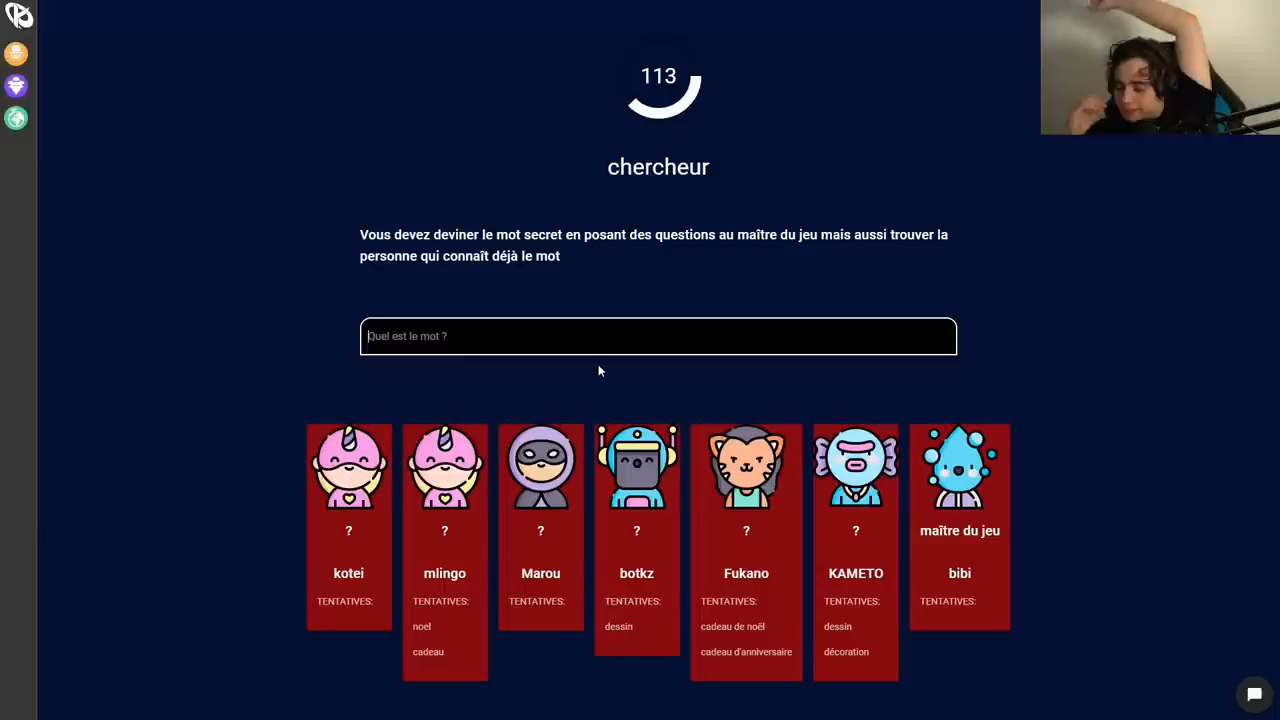 113
chercheur
Vous devez deviner le mot secret en posant des questions au maître du jeu mais aussi trouver la
personne qui connaît déjà le mot
Quel est le mot ?
? ? ? ? ? ? maître du jeu
kotei mlingo Marou botkz Fukano KAMETO bibi
TENTATIVES: TENTATIVES: TENTATIVES: TENTATIVES: TENTATIVES: TENTATIVES: TENTATIVES:
noel dessin cadeau de noël dessin
cadeau cadeau d'anniversaire décoration